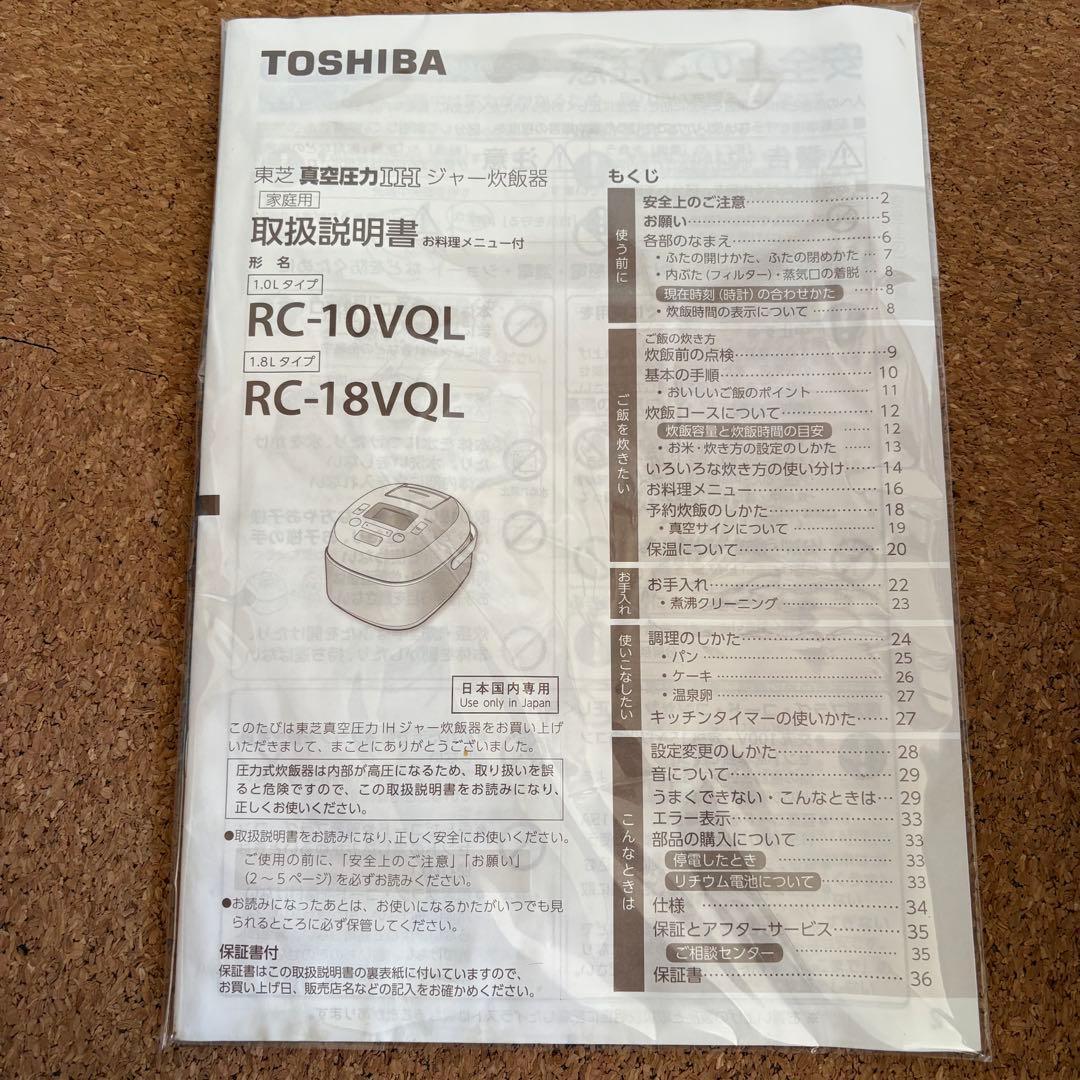 TOSHIBA
東芝 真空圧力IH ジャー炊飯器
家庭用
取扱説明書 お料理メニュー付
形 名
1.0L タイプ
RC-10VQL
1.8L タイプ
RC-18VQL
日本国内専用
Use only in Japan
このたびは東芝真空圧力IHジャー炊飯器をお買い上げ
いただきまして、まことにありがとうございました。
圧力式炊飯器は内部が高圧になるため、取り扱いを誤
ると危険ですので、この取扱説明書をお読みになり、
正しくお使いください。
●取扱説明書をお読みになり、正しく安全にお使いください。
ご使用の前に、「安全上のご注意」「お願い」
(2～5ページ)を必ずお読みください。
●お読みになったあとは、お使いになるかたがいつでも見
られるところに必ず保管してください。
保証書付
保証書はこの取扱説明書の裏表紙に付いていますので、
お買い上げ日、販売店名などの記入をお確かめください。
もくじ
使う前に
安全上のご注意…………………2
お願い…………………5
各部のなまえ…………………6
・ふたの開けかた、ふたの閉めかた…7
・内ぶた(フィルター)・蒸気口の着脱…8
現在時刻(時計)の合わせかた……8
・炊飯時間の表示について……………8
ご飯を炊きたい
ご飯の炊き方
炊飯前の点検…………………9
基本の手順…………………10
・おいしいご飯のポイント…………11
炊飯コースについて……………12
炊飯容量と炊飯時間の目安……12
・お米・炊き方の設定のしかた……13
いろいろな炊き方の使い分け……14
お料理メニュー…………………16
予約炊飯のしかた………………18
・真空サインについて……………19
保温について…………………20
お手入れ
お手入れ…………………22
・煮沸クリーニング………………23
使いこなしたい
調理のしかた…………………24
・パン…………………25
・ケーキ…………………26
・温泉卵…………………27
キッチンタイマーの使いかた……27
こんなときは
設定変更のしかた………………28
音について…………………29
うまくできない・こんなときは…29
エラー表示…………………33
部品の購入について……………33
停電したとき…………………33
リチウム電池について…………33
仕様…………………34
保証とアフターサービス………35
ご相談センター…………………35
保証書…………………36